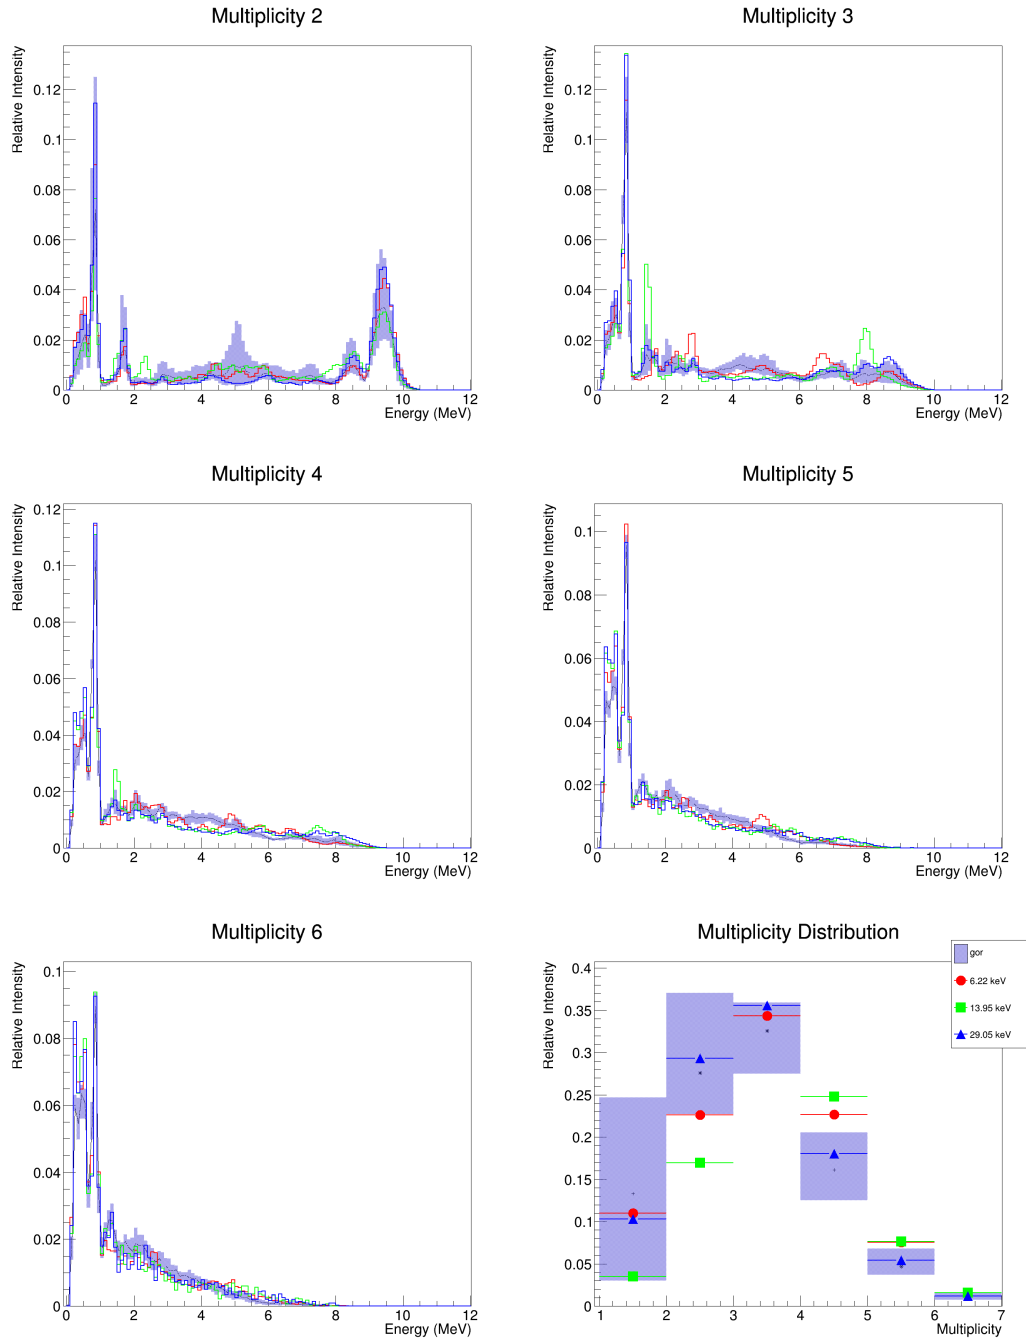 Multiplicity 2
Relative Intensity
0.12
0.1
0.08
0.06
0.04
0.02
0
0 2 4 6 8 10 12
Energy (MeV)
Multiplicity 3
Relative Intensity
0.12
0.1
0.08
0.06
0.04
0.02
0
0 2 4 6 8 10 12
Energy (MeV)
Multiplicity 4
Relative Intensity
0.12
0.1
0.08
0.06
0.04
0.02
0
0 2 4 6 8 10 12
Energy (MeV)
Multiplicity 5
Relative Intensity
0.1
0.08
0.06
0.04
0.02
0
0 2 4 6 8 10 12
Energy (MeV)
Multiplicity 6
Relative Intensity
0.1
0.08
0.06
0.04
0.02
0
0 2 4 6 8 10 12
Energy (MeV)
Multiplicity Distribution
Relative Intensity
0.4
0.35
0.3
0.25
0.2
0.15
0.1
0.05
0
1 2 3 4 5 6 7
Multiplicity
gor
6.22 keV
13.95 keV
29.05 keV